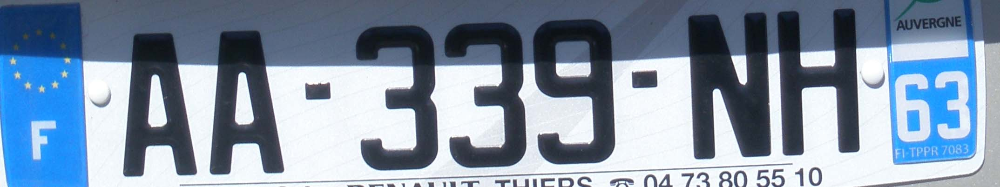 F
AA-339-NH
AUVERGNE
63
FI-TPPR 7083
RENAULT THIERS ☎ 04 73 80 55 10